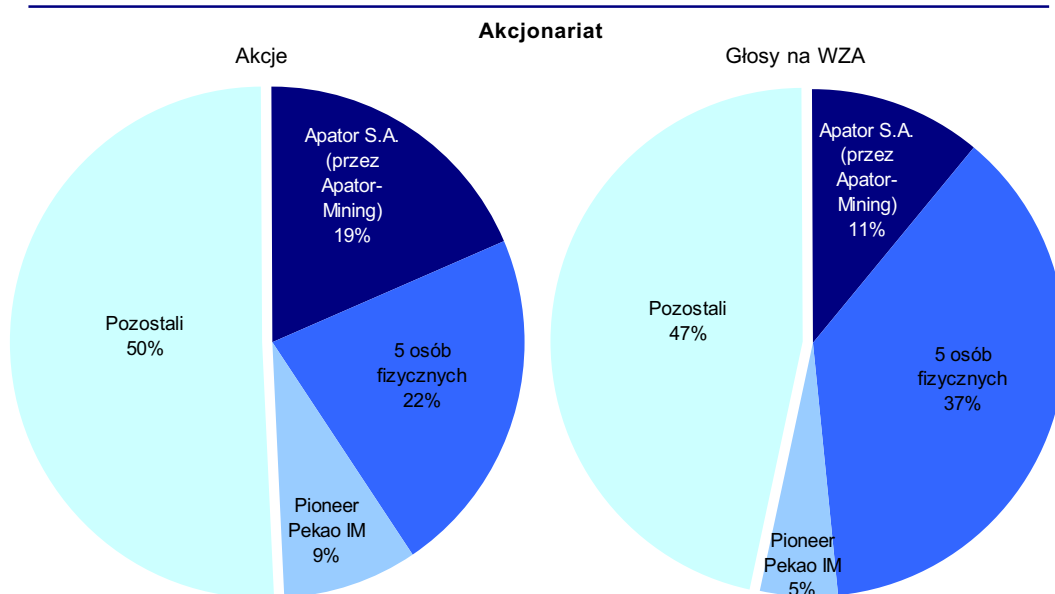 Akcjonariat
Akcje
Apator S.A.
(przez
Apator-
Mining)
19%
5 osób
fizycznych
22%
Pioneer
Pekao IM
9%
Pozostali
50%
Głosy na WZA
Apator S.A.
(przez
Apator-
Mining)
11%
5 osób
fizycznych
37%
Pioneer
Pekao IM
5%
Pozostali
47%